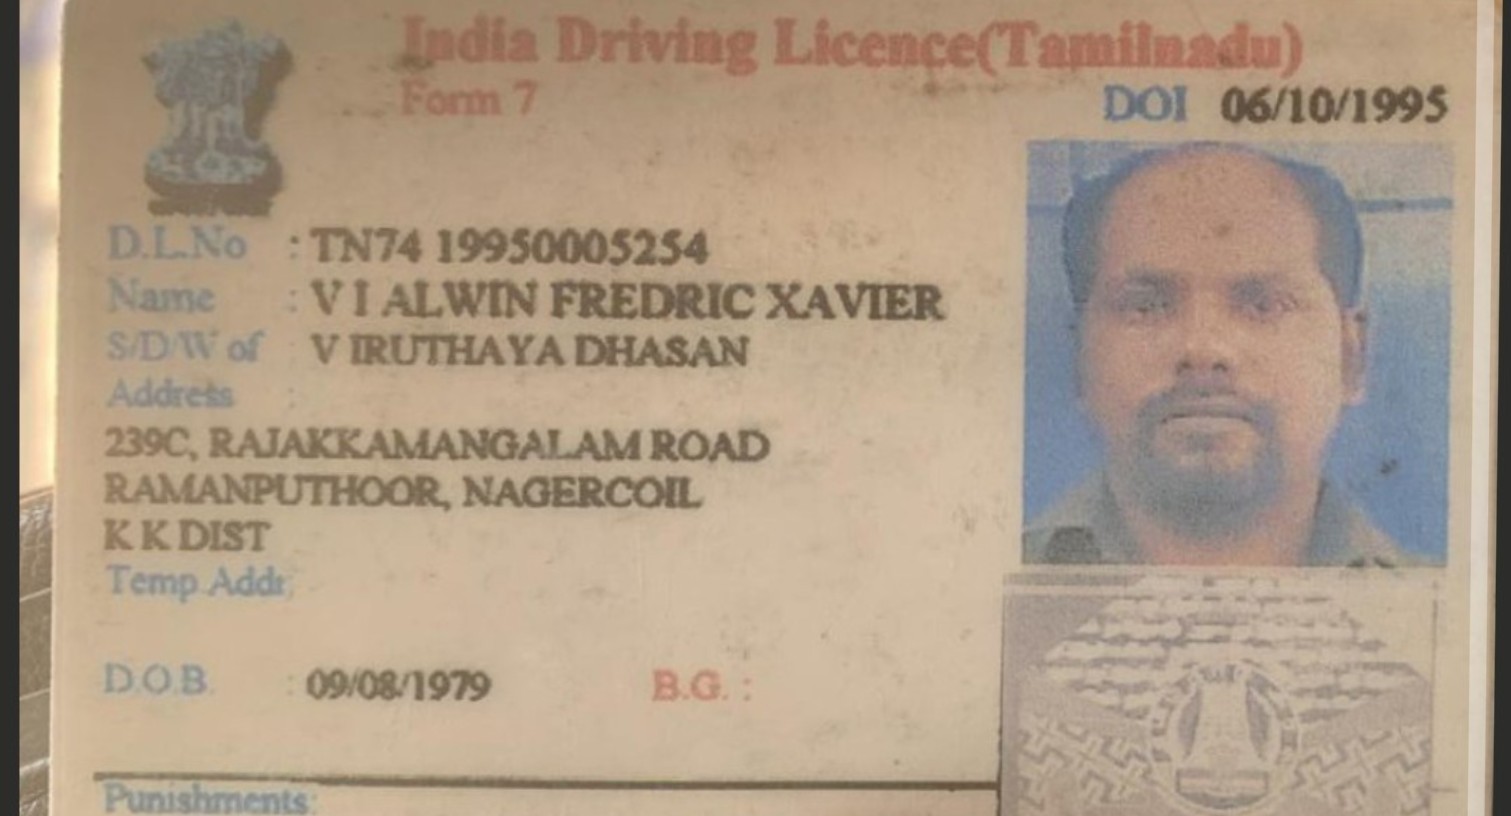 India Driving Licence(Tamilnadu)
Form 7
DOI 06/10/1995
D.L.No : TN74 19950005254
Name : V I ALWIN FREDRIC XAVIER
S/D/W of V IRUTHAYA DHASAN
Address :
239C, RAJAKKAMANGALAM ROAD
RAMANPUTHOOR, NAGERCOIL
K K DIST
Temp.Addr
D.O.B. : 09/08/1979 B.G. :
Punishments: